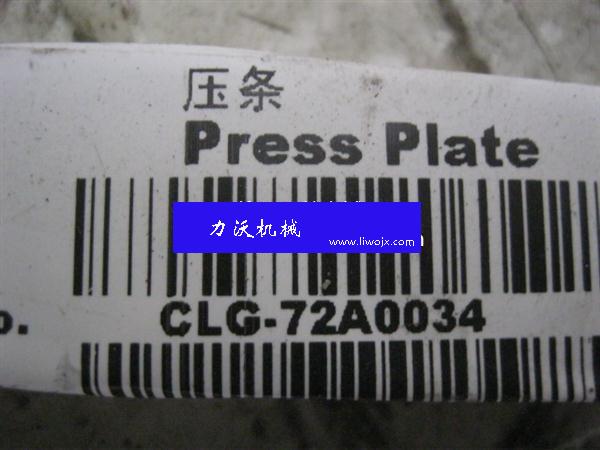 压条
Press Plate
力沃机械
www.liwojx.com
CLG-72A0034